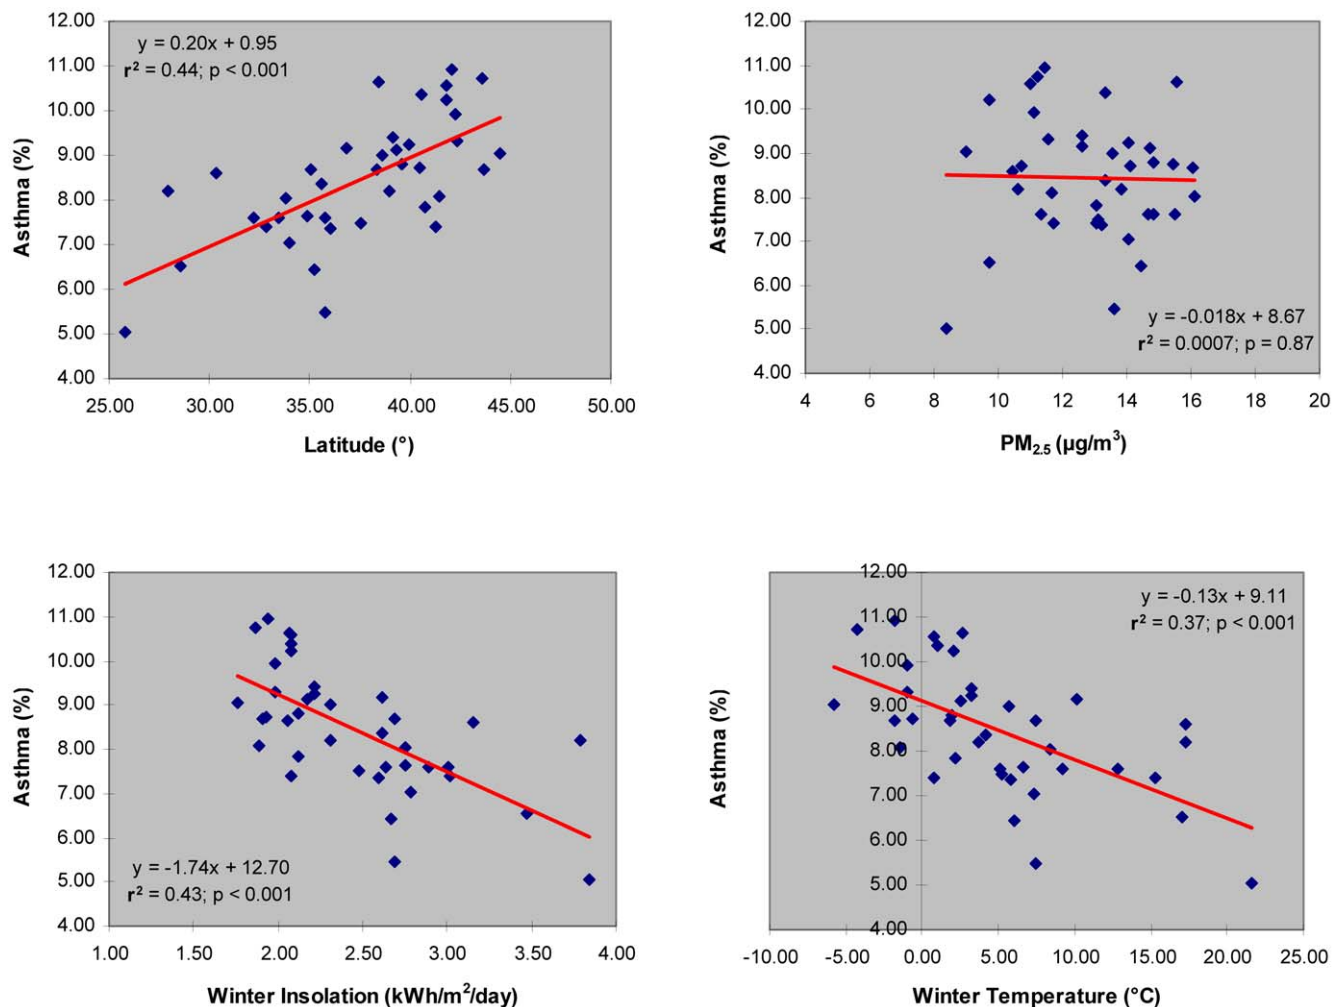 12.00
11.00
10.00
9.00
8.00
7.00
6.00
5.00
4.00
Asthma (%)
y = 0.20x + 0.95
r² = 0.44; p < 0.001
25.00 30.00 35.00 40.00 45.00 50.00
Latitude (°)
12.00
11.00
10.00
9.00
8.00
7.00
6.00
5.00
4.00
Asthma (%)
y = -0.018x + 8.67
r² = 0.0007; p = 0.87
4 6 8 10 12 14 16 18 20
PM₂.₅ (µg/m³)
12.00
11.00
10.00
9.00
8.00
7.00
6.00
5.00
4.00
Asthma (%)
y = -1.74x + 12.70
r² = 0.43; p < 0.001
1.00 2.00 3.00 4.00
Winter Insolation (kWh/m²/day)
12.00
11.00
10.00
9.00
8.00
7.00
6.00
5.00
4.00
Asthma (%)
y = -0.13x + 9.11
r² = 0.37; p < 0.001
-10.00 -5.00 0.00 5.00 10.00 15.00 20.00 25.00
Winter Temperature (°C)